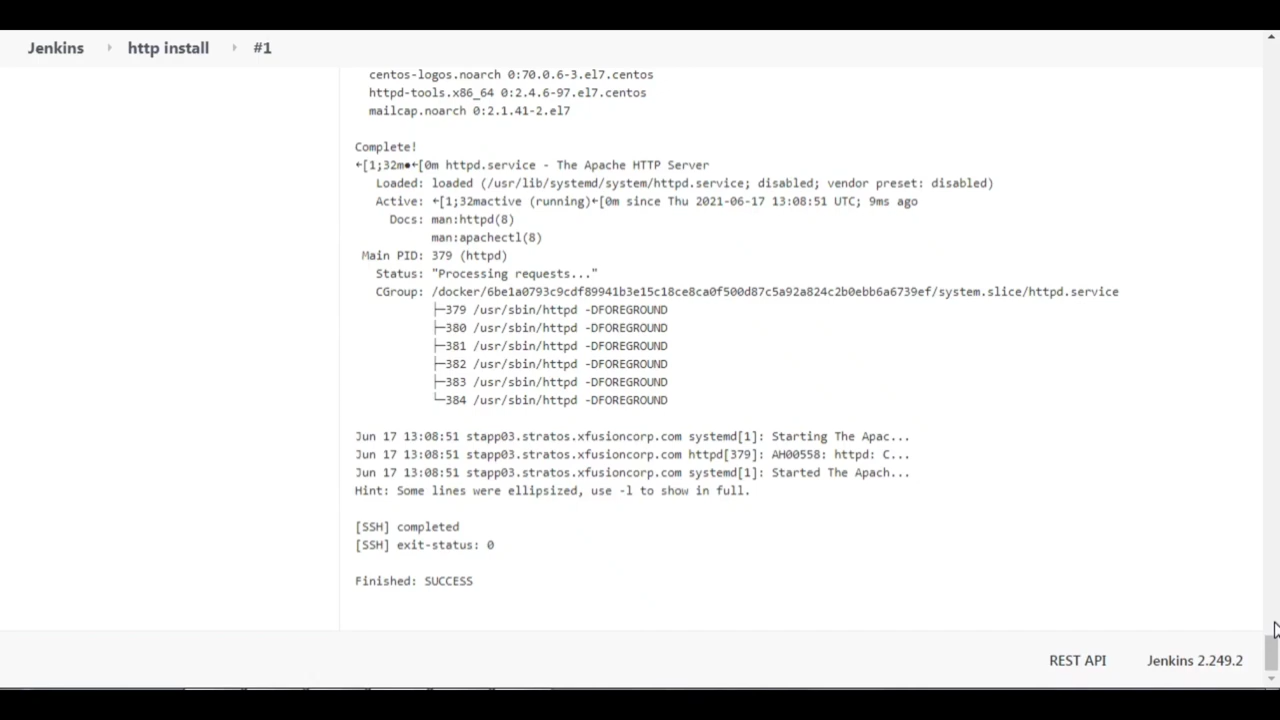 Jenkins http install #1
centos-logos.noarch 0:70.0.6-3.el7.centos
httpd-tools.x86_64 0:2.4.6-97.el7.centos
mailcap.noarch 0:2.1.41-2.el7
Complete!
←[1;32m●←[0m httpd.service - The Apache HTTP Server
Loaded: loaded (/usr/lib/systemd/system/httpd.service; disabled; vendor preset: disabled)
Active: ←[1;32mactive (running)←[0m since Thu 2021-06-17 13:08:51 UTC; 9ms ago
Docs: man:httpd(8)
man:apachectl(8)
Main PID: 379 (httpd)
Status: "Processing requests..."
CGroup: /docker/6be1a0793c9cdf89941b3e15c18ce8ca0f500d87c5a92a824c2b0ebb6a6739ef/system.slice/httpd.service
├─379 /usr/sbin/httpd -DFOREGROUND
├─380 /usr/sbin/httpd -DFOREGROUND
├─381 /usr/sbin/httpd -DFOREGROUND
├─382 /usr/sbin/httpd -DFOREGROUND
├─383 /usr/sbin/httpd -DFOREGROUND
└─384 /usr/sbin/httpd -DFOREGROUND
Jun 17 13:08:51 stapp03.stratos.xfusioncorp.com systemd[1]: Starting The Apac...
Jun 17 13:08:51 stapp03.stratos.xfusioncorp.com httpd[379]: AH00558: httpd: C...
Jun 17 13:08:51 stapp03.stratos.xfusioncorp.com systemd[1]: Started The Apach...
Hint: Some lines were ellipsized, use -l to show in full.
[SSH] completed
[SSH] exit-status: 0
Finished: SUCCESS
REST API Jenkins 2.249.2